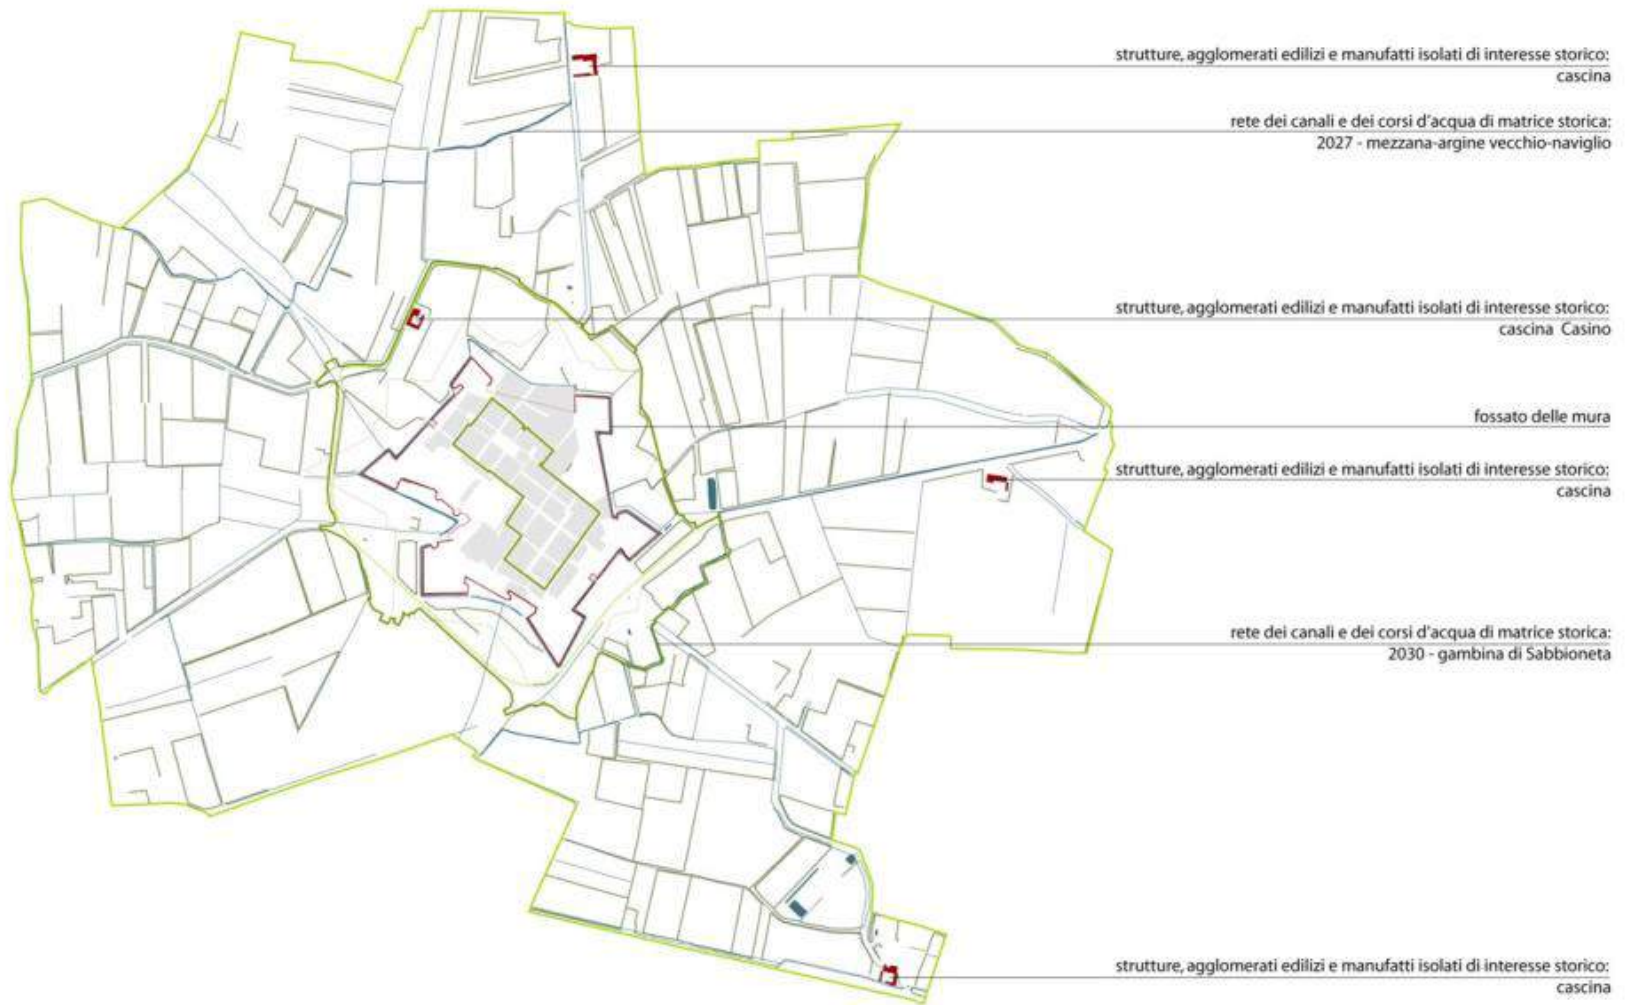 strutture, agglomerati edilizi e manufatti isolati di interesse storico:
cascina
rete dei canali e dei corsi d'acqua di matrice storica:
2027 - mezzana-argine vecchio-naviglio
strutture, agglomerati edilizi e manufatti isolati di interesse storico:
cascina Casino
fossato delle mura
strutture, agglomerati edilizi e manufatti isolati di interesse storico:
cascina
rete dei canali e dei corsi d'acqua di matrice storica:
2030 - gambina di Sabbioneta
strutture, agglomerati edilizi e manufatti isolati di interesse storico:
cascina